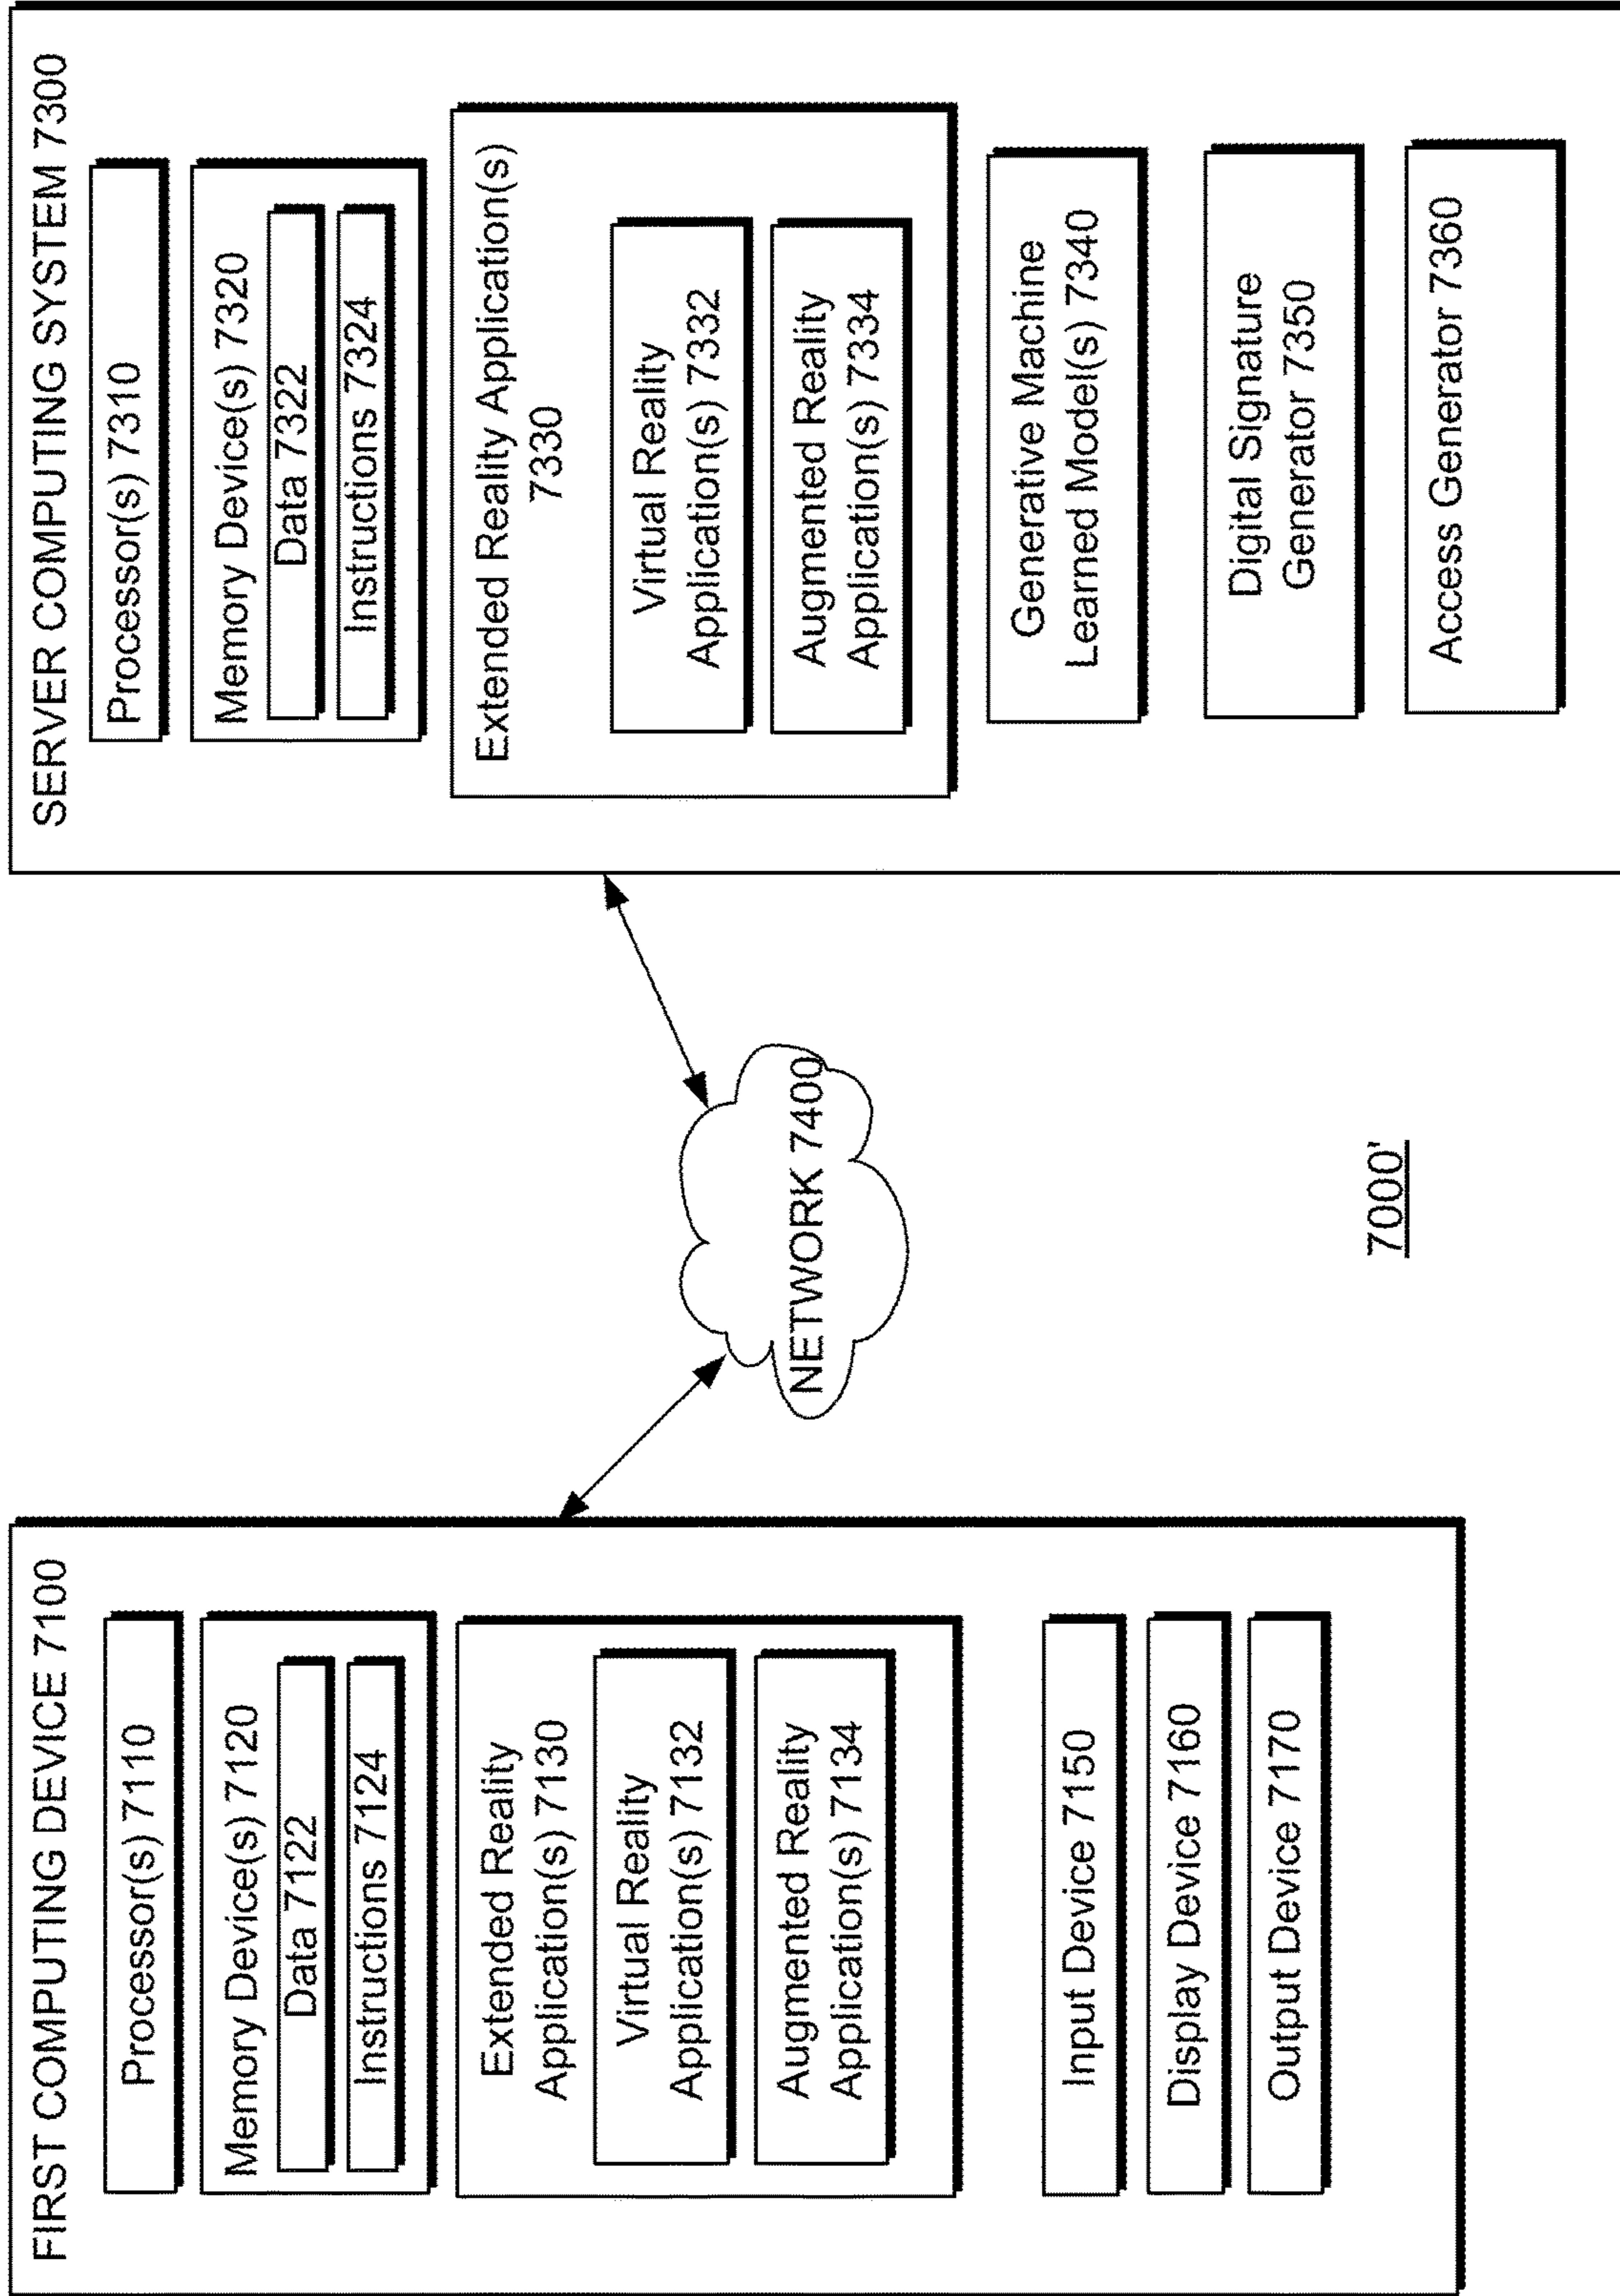 FIRST COMPUTING DEVICE 7100
Processor(s) 7110
Memory Device(s) 7120
Data 7122
Instructions 7124
Extended Reality
Application(s) 7130
Virtual Reality
Application(s) 7132
Augmented Reality
Application(s) 7134
Input Device 7150
Display Device 7160
Output Device 7170
NETWORK 7400
7000'
SERVER COMPUTING SYSTEM 7300
Processor(s) 7310
Memory Device(s) 7320
Data 7322
Instructions 7324
Extended Reality Application(s)
7330
Virtual Reality
Application(s) 7332
Augmented Reality
Application(s) 7334
Generative Machine
Learned Model(s) 7340
Digital Signature
Generator 7350
Access Generator 7360